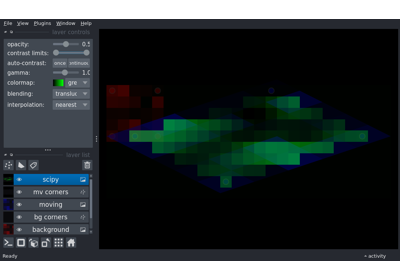 File View Plugins Window Help
layer controls
opacity: 0.5
contrast limits:
auto-contrast: once
gamma: 1.0
colormap: gre
blending: transluc
interpolation: nearest
layer list
scipy
mv corners
moving
bg corners
background
Ready
activity